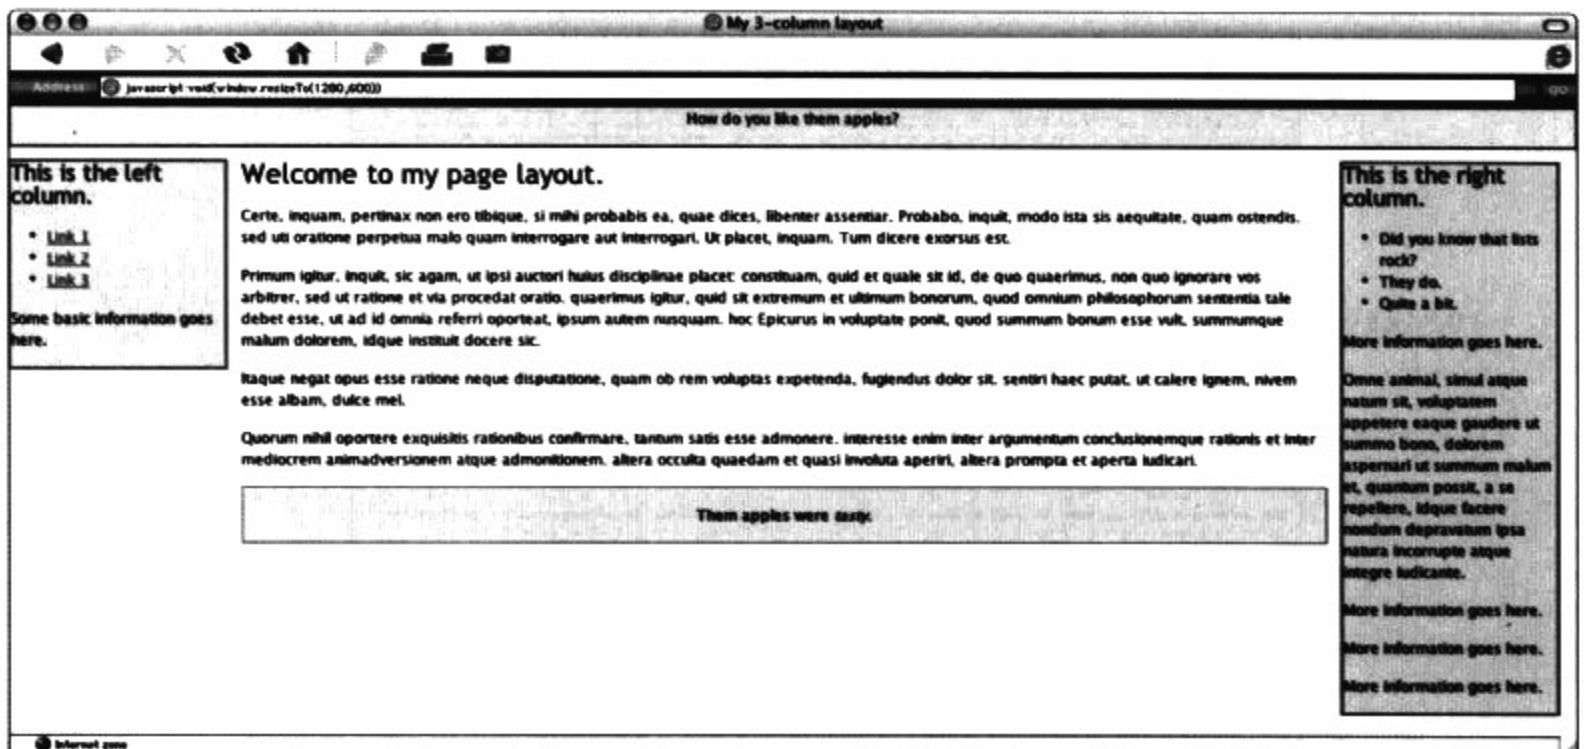 My 3-column layout
Address
javascript:void(window.resizeTo(1280,600))
go
How do you like them apples?
This is the left
column.
• Link 1
• Link 2
• Link 3
Some basic information goes
here.
Welcome to my page layout.
Certe, inquam, pertinax non ero tibique, si mihi probabis ea, quae dices, libenter assentiar. Probabo, inquit, modo ista sis aequitate, quam ostendis.
sed uti oratione perpetua malo quam interrogare aut interrogari. Ut placet, inquam. Tum dicere exorsus est.
Primum igitur, inquit, sic agam, ut ipsi auctori huius disciplinae placet: constituam, quid et quale sit id, de quo quaerimus, non quo ignorare vos
arbitrer, sed ut ratione et via procedat oratio. quaerimus igitur, quid sit extremum et ultimum bonorum, quod omnium philosophorum sententia tale
debet esse, ut ad id omnia referri oporteat, ipsum autem nusquam. hoc Epicurus in voluptate ponit, quod summum bonum esse vult, summumque
malum dolorem, idque instituit docere sic.
Itaque negat opus esse ratione neque disputatione, quam ob rem voluptas expetenda, fugiendus dolor sit. sentiri haec putat, ut calere ignem, nivem
esse albam, dulce mel.
Quorum nihil oportere exquisitis rationibus confirmare, tantum satis esse admonere. interesse enim inter argumentum conclusionemque rationis et inter
mediocrem animadversionem atque admonitionem. altera occulta quaedam et quasi involuta aperiri, altera prompta et aperta iudicari.
Them apples were tasty.
This is the right
column.
• Did you know that lists
rock?
• They do.
• Quite a bit.
More information goes here.
Omne animal, simul atque
natum sit, voluptatem
appetere eaque gaudere ut
summo bono, dolorem
aspernari ut summum malum
et, quantum possit, a se
repellere, idque facere
nondum depravatum ipsa
natura incorrupte atque
integre iudicante.
More information goes here.
More information goes here.
More information goes here.
Internet zone